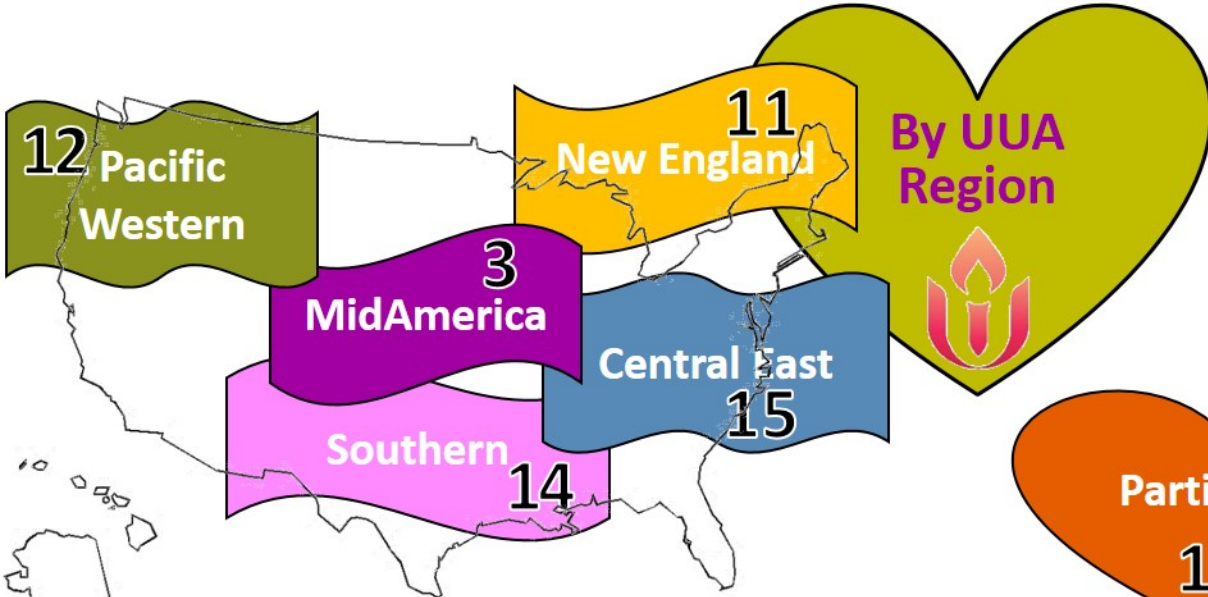 12
Pacific
Western
11
New England
By UUA
Region
3
MidAmerica
Central East
15
Southern
14